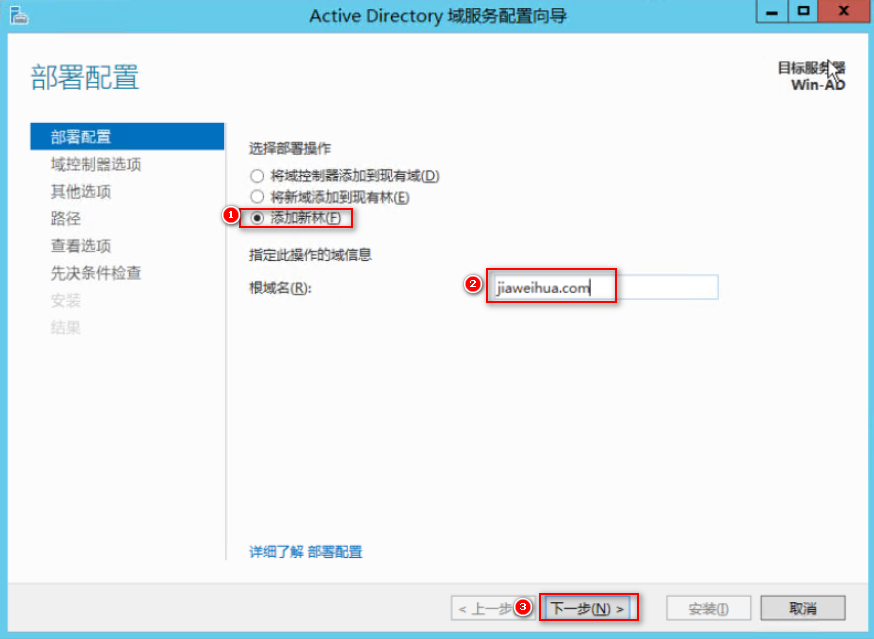 Active Directory 域服务配置向导
部署配置
目标服务器
Win-AD
部署配置
域控制器选项
其他选项
路径
查看选项
先决条件检查
安装
结果
选择部署操作
将域控制器添加到现有域(D)
将新域添加到现有林(E)
1 添加新林(F)
指定此操作的域信息
根域名(R): 2 jiaweihua.com
详细了解 部署配置
< 上一步 3 下一步(N) > 安装(I) 取消